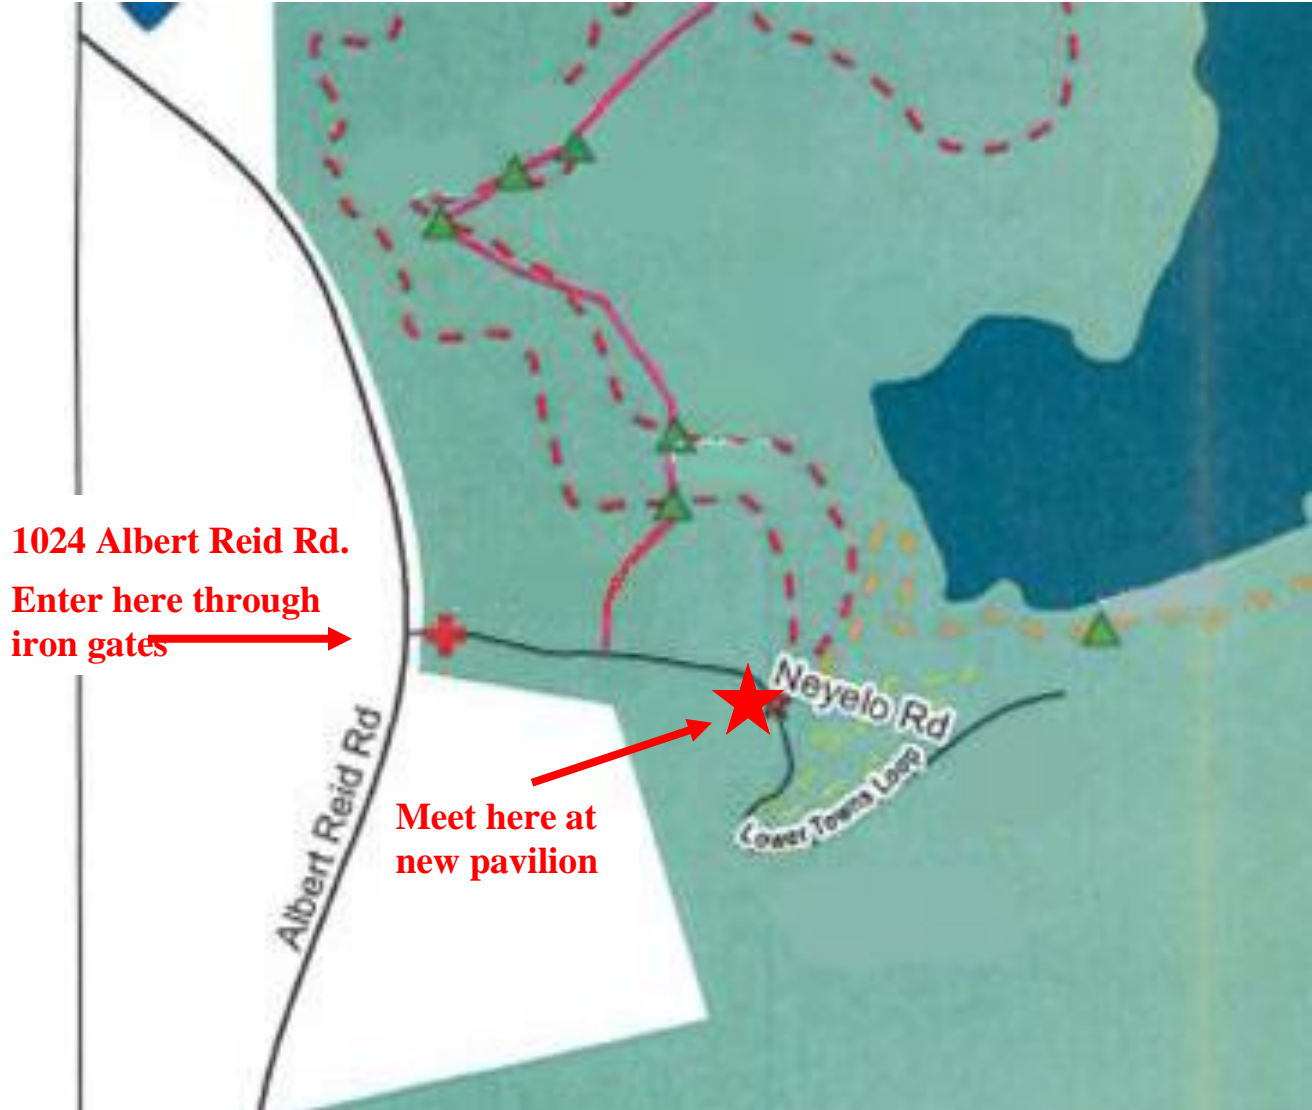 1024 Albert Reid Rd.
Enter here through
iron gates
Neyelo Rd
Lower Towns Loop
Albert Reid Rd
Meet here at
new pavilion